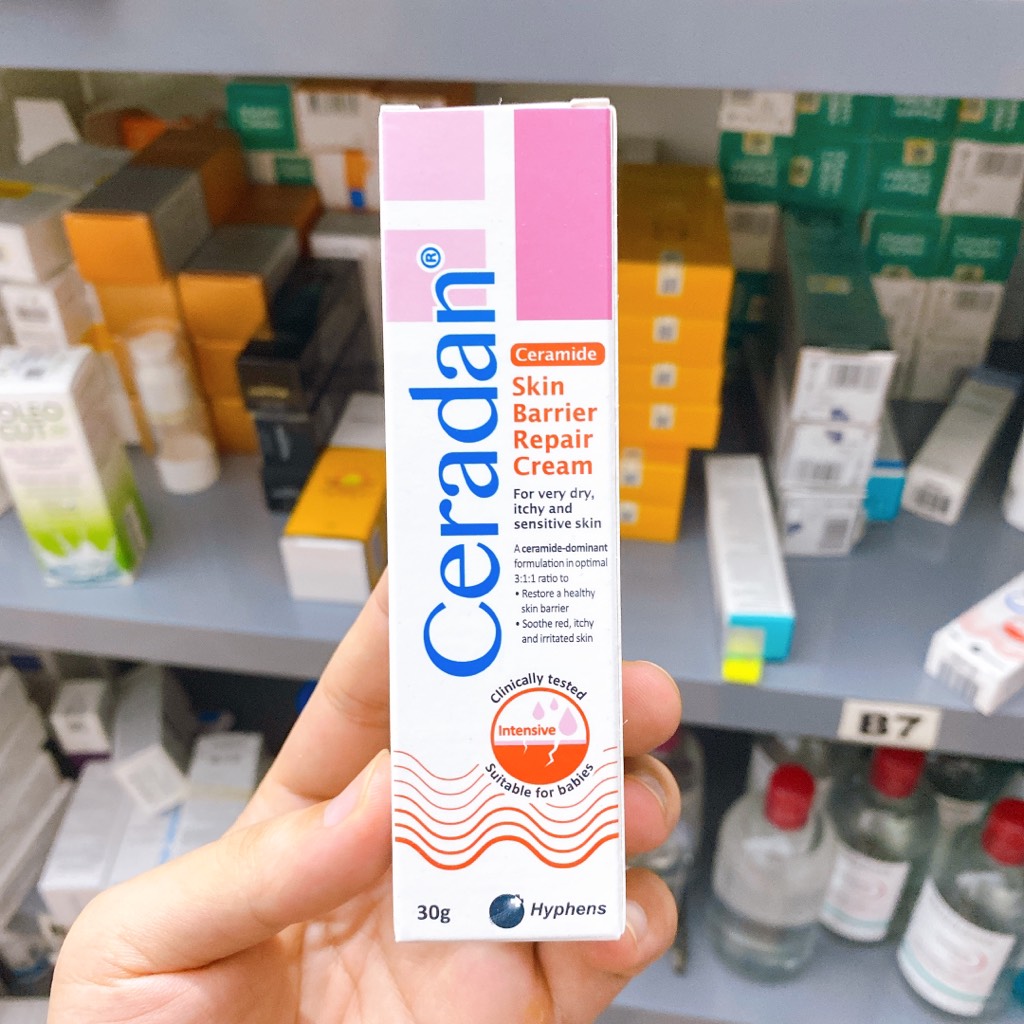 Ceradan®
Ceramide
Skin
Barrier
Repair
Cream
For very dry,
itchy and
sensitive skin
A ceramide-dominant
formulation in optimal
3:1:1 ratio to
• Restore a healthy
skin barrier
• Soothe red, itchy
and irritated skin
Clinically tested
Intensive
Suitable for babies
30g
Hyphens
OLEO
CUT
B7